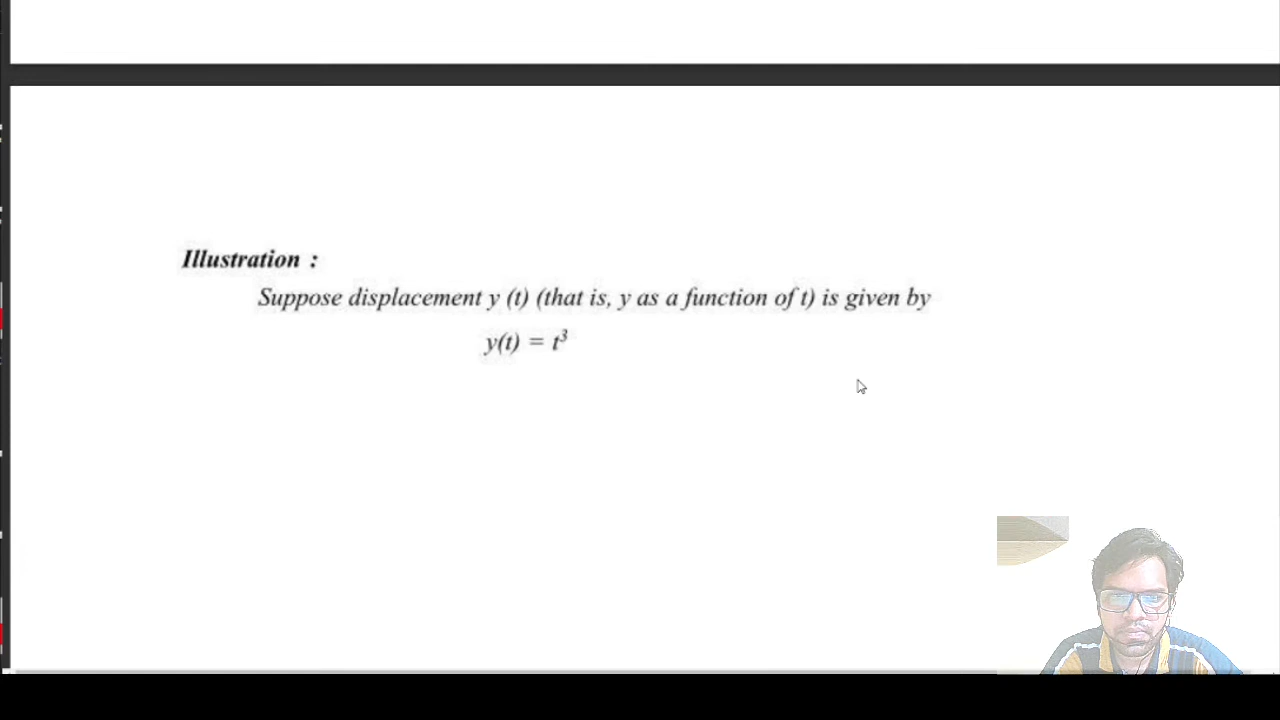 Illustration :
Suppose displacement y (t) (that is, y as a function of t) is given by
y(t) = t³